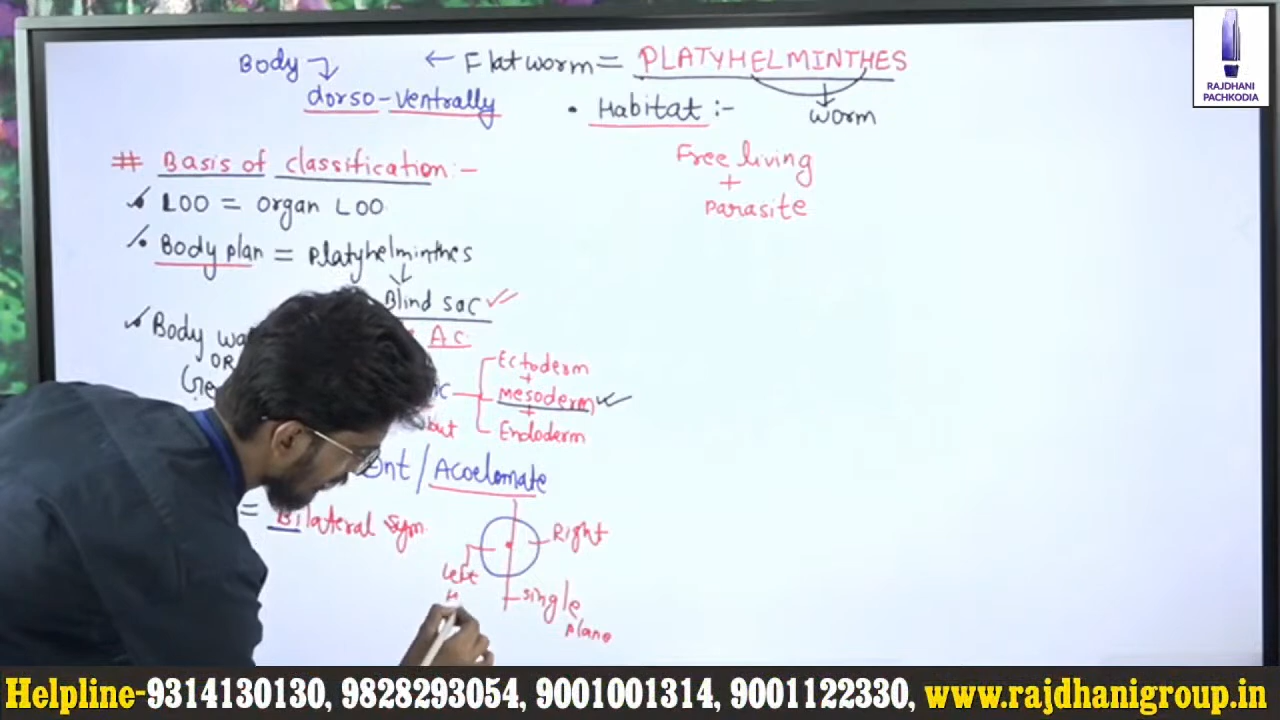 Body ← Flatworm = PLATYHELMINTHES
dorso-ventrally
• Habitat :-
worm
Free living
+
parasite
# Basis of classification :-
LOO = organ LOO
Body plan = Platyhelminthes
Blind sac
Body
OR
Ac
Ectoderm
+
mesoderm
+
Endoderm
but
/ Acoelomate
= Bilateral sym.
Right
Left
single
plane
RAJDHANI
PACHKODIA
Helpline-9314130130, 9828293054, 9001001314, 9001122330, www.rajdhanigroup.in